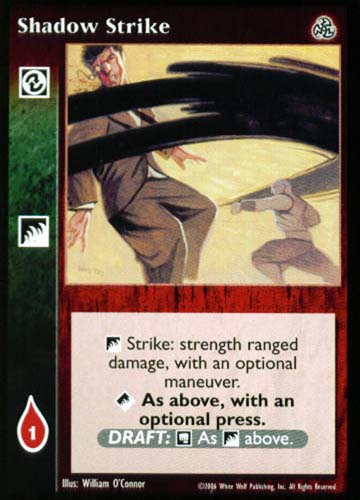 Shadow Strike
Strike: strength ranged
damage, with an optional
maneuver.
As above, with an
optional press.
DRAFT: As above.
1
Illus: William O'Connor
©2006 White Wolf Publishing, Inc. All Rights Reserved.